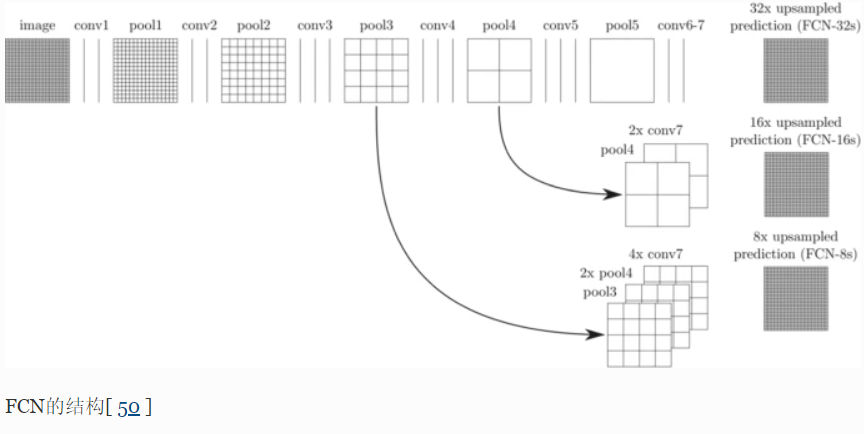 image conv1 pool1 conv2 pool2 conv3 pool3 conv4 pool4 conv5 pool5 conv6-7
32x upsampled
prediction (FCN-32s)
16x upsampled
prediction (FCN-16s)
2x conv7
pool4
8x upsampled
prediction (FCN-8s)
4x conv7
2x pool4
pool3
FCN的结构[ 50 ]